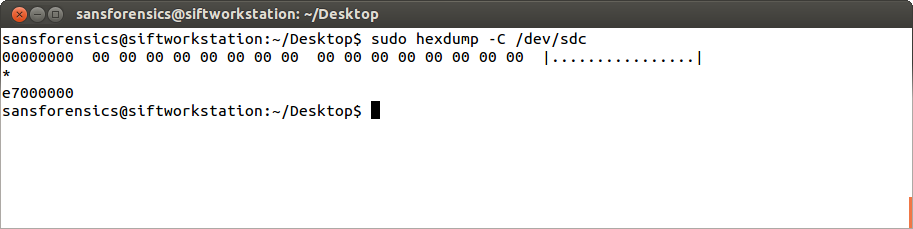 sansforensics@siftworkstation: ~/Desktop
sansforensics@siftworkstation:~/Desktop$ sudo hexdump -C /dev/sdc
00000000  00 00 00 00 00 00 00 00  00 00 00 00 00 00 00 00  |................|
*
e7000000
sansforensics@siftworkstation:~/Desktop$